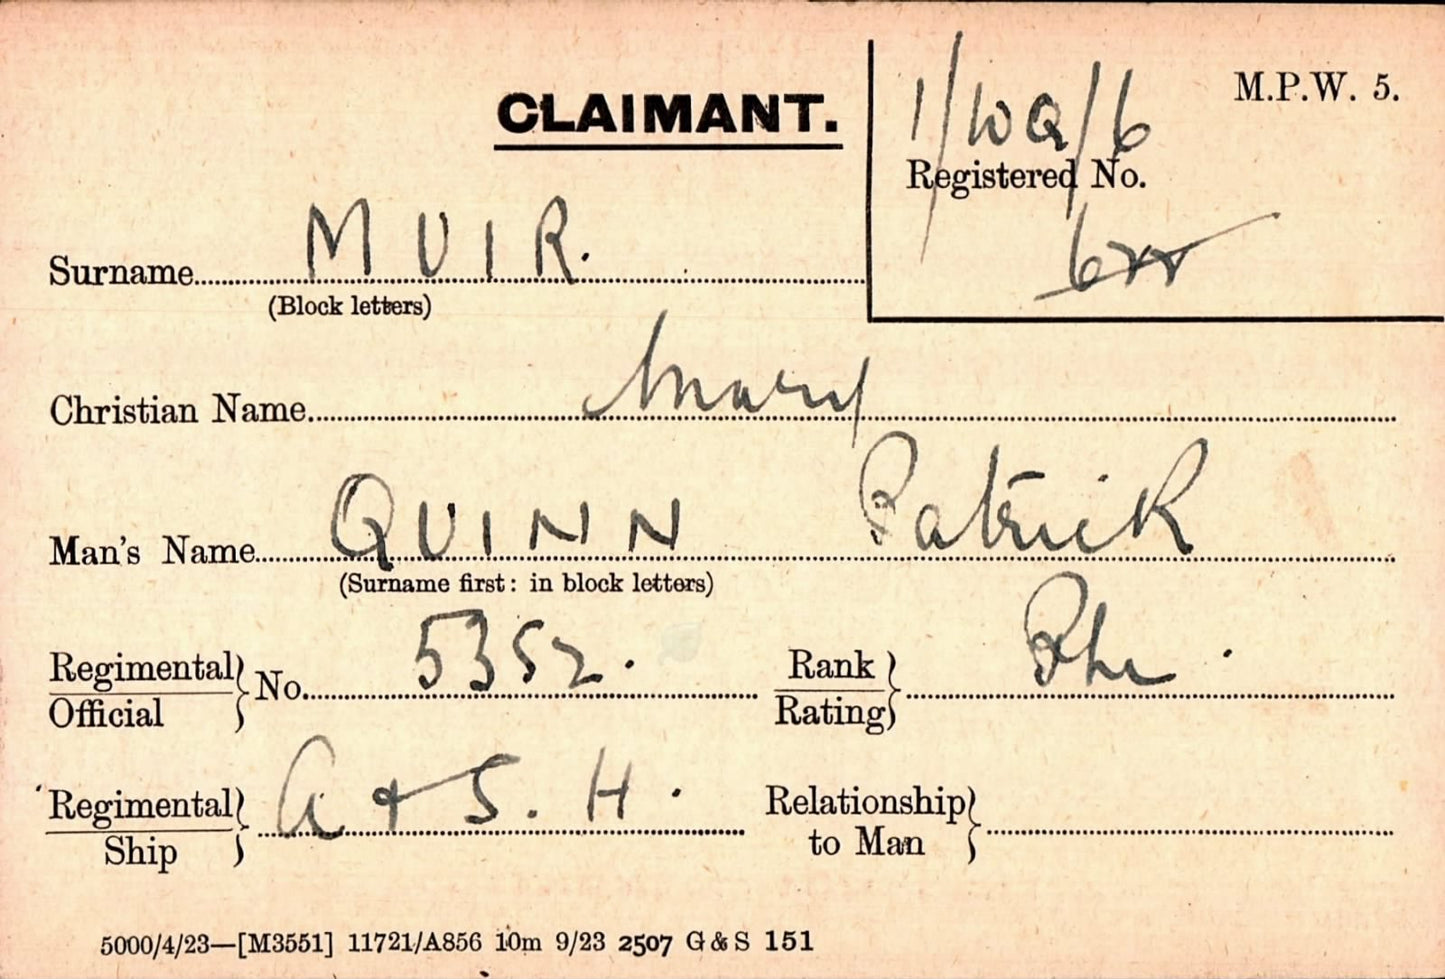 M.P.W. 5.
CLAIMANT.
1/WQ/6
Registered No.
Surname MUIR.
(Block letters)
Christian Name Mary
Man's Name QUINN Patrick
(Surname first: in block letters)
Regimental
Official No. 5352.
Rank
Rating Pte.
Regimental
Ship A & S. H.
Relationship
to Man
5000/4/23—[M3551] 11721/A856 10m 9/23 2507 G & S 151